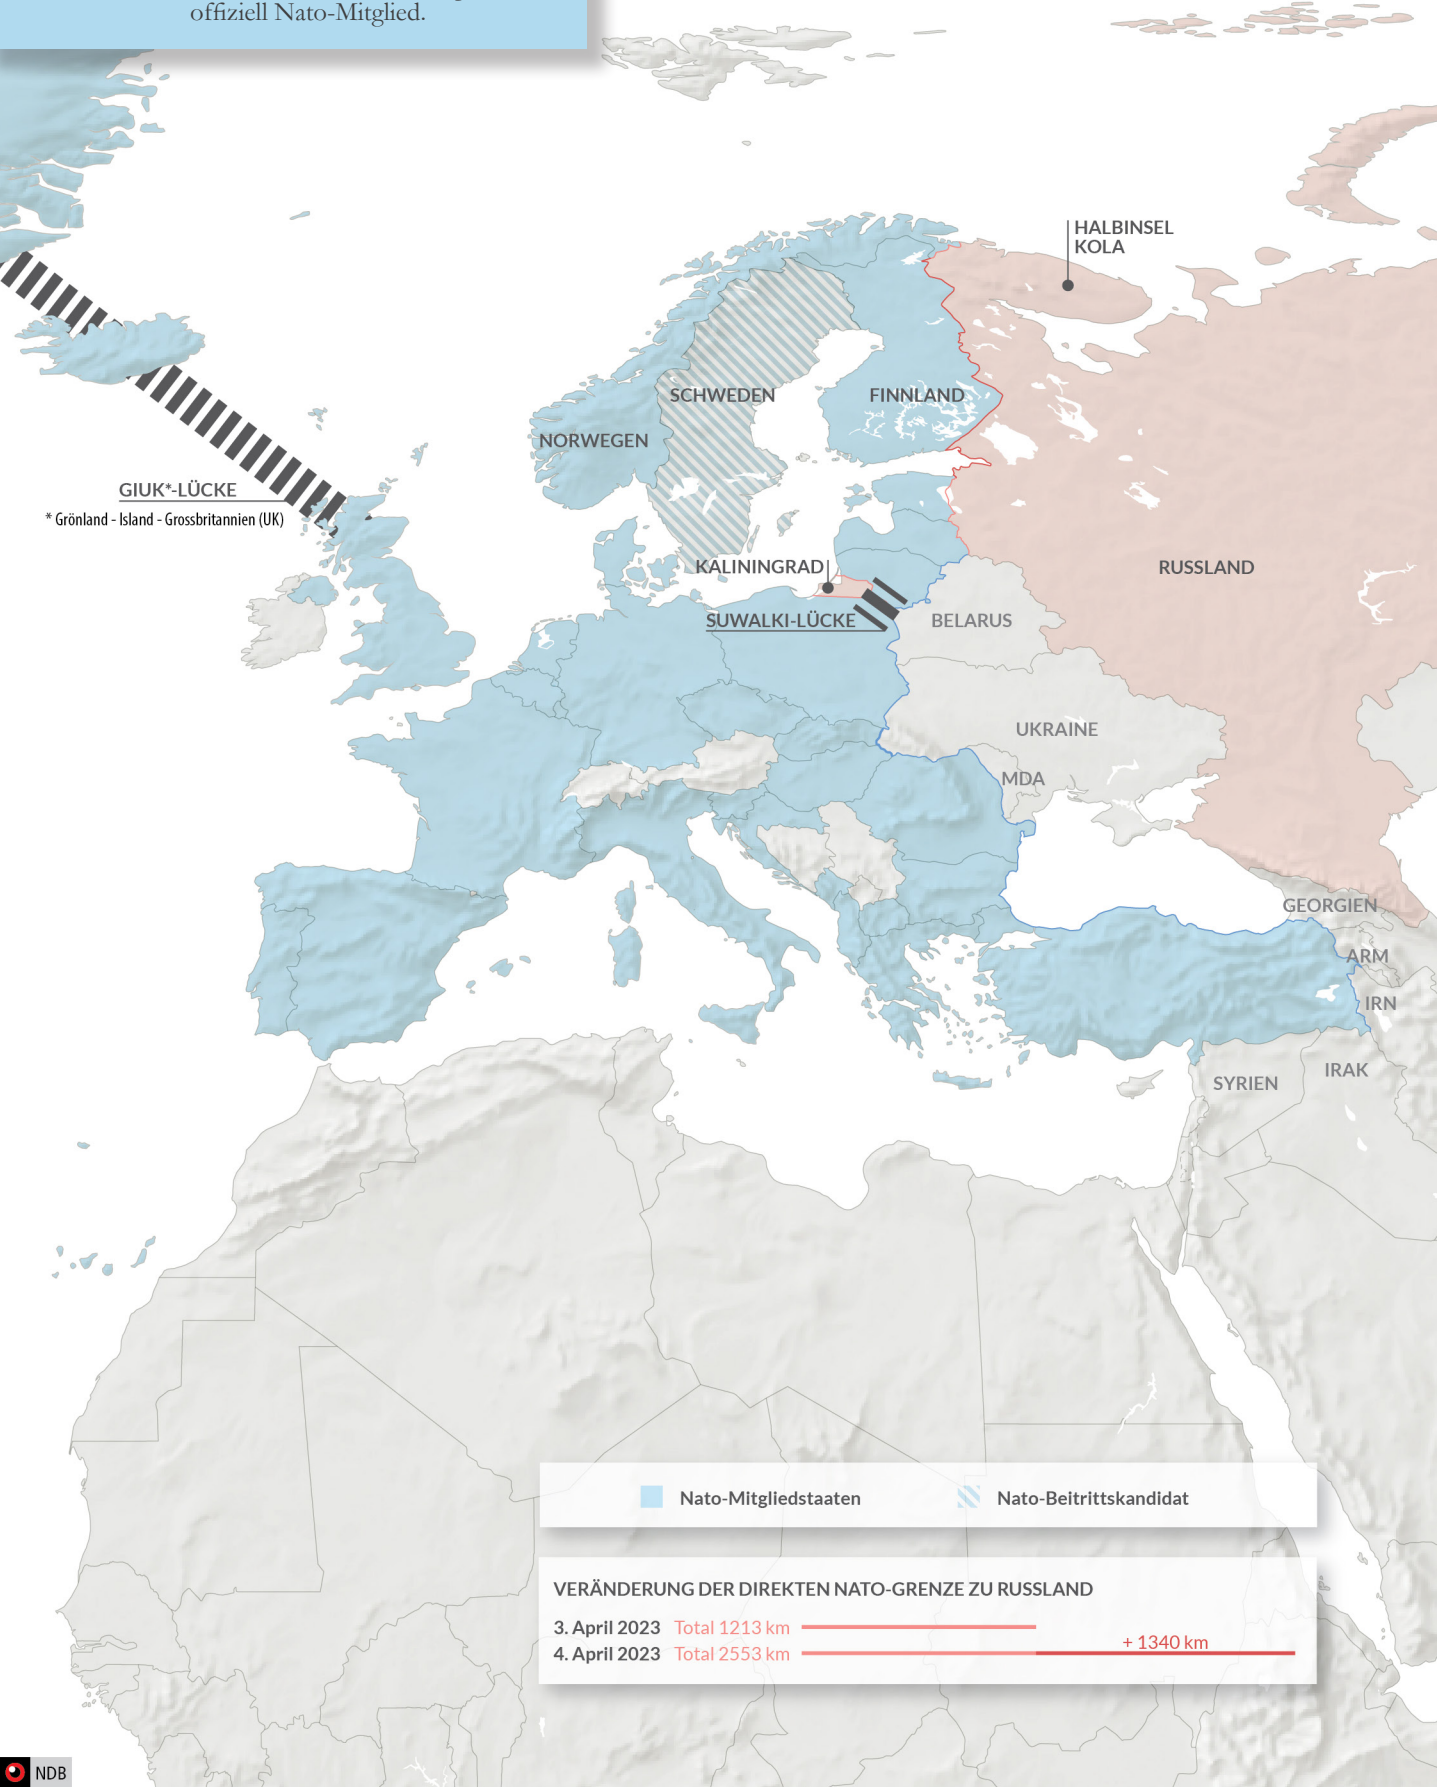 offiziell Nato-Mitglied.
HALBINSEL
KOLA
SCHWEDEN
FINNLAND
NORWEGEN
GIUK*-LÜCKE
* Grönland - Island - Grossbritannien (UK)
KALININGRAD
RUSSLAND
SUWALKI-LÜCKE
BELARUS
UKRAINE
MDA
GEORGIEN
ARM
IRN
IRAK
SYRIEN
Nato-Mitgliedstaaten
Nato-Beitrittskandidat
VERÄNDERUNG DER DIREKTEN NATO-GRENZE ZU RUSSLAND
3. April 2023 Total 1213 km
+ 1340 km
4. April 2023 Total 2553 km
NDB